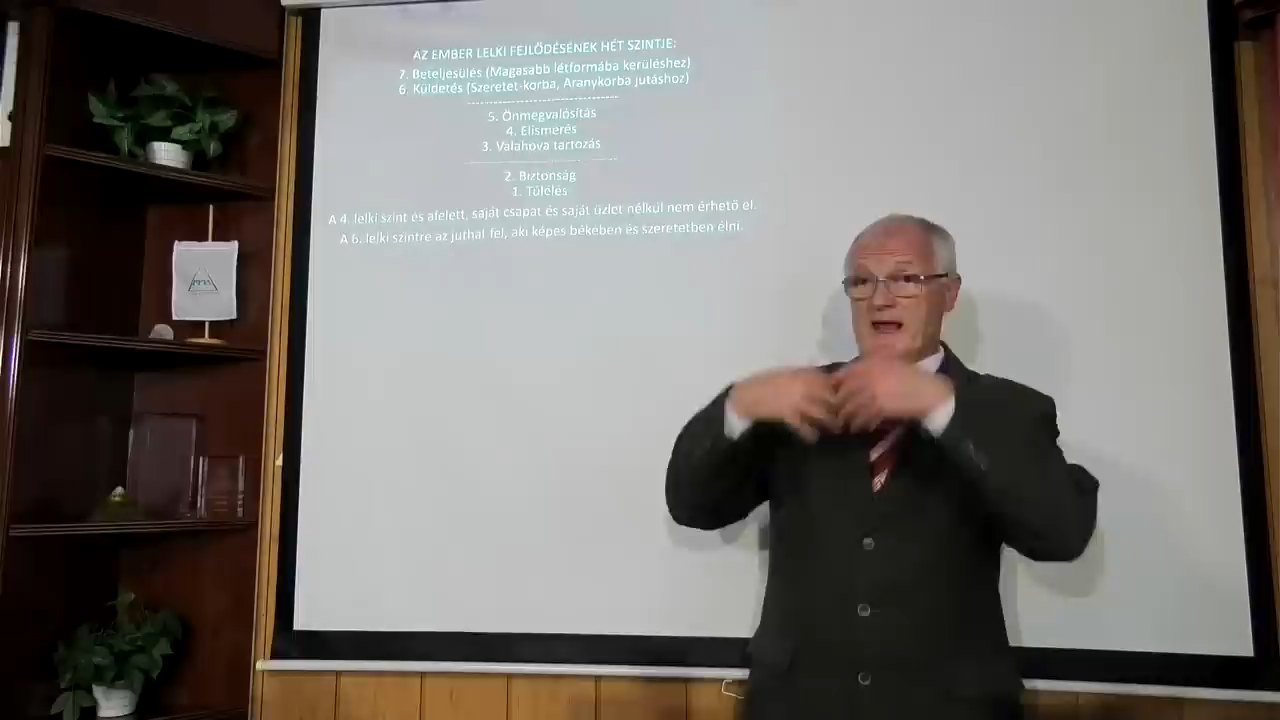 AZ EMBER LELKI FEJLŐDÉSÉNEK HÉT SZINTJE:
7. Beteljesülés (Magasabb létformába kerüléshez)
6. Küldetés (Szeretet-korba, Aranykorba jutáshoz)
5. Önmegvalósítás
4. Elismerés
3. Valahova tartozás
2. Biztonság
1. Túlélés
A 4. lelki szint és afelett, saját csapat és saját üzlet nélkül nem érhető el.
A 6. lelki szintre az juthat fel, aki képes békében és szeretetben élni.